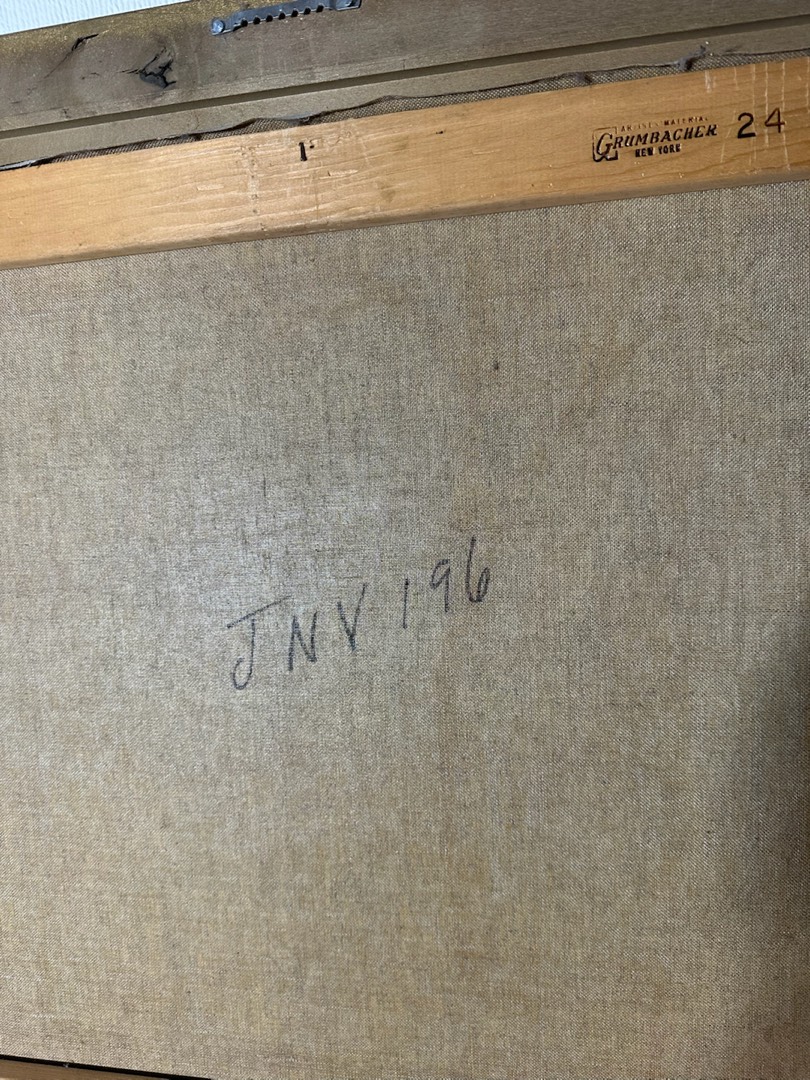 ARTISTS MATERIAL
GRUMBACHER 24
NEW YORK
1
JNV 196